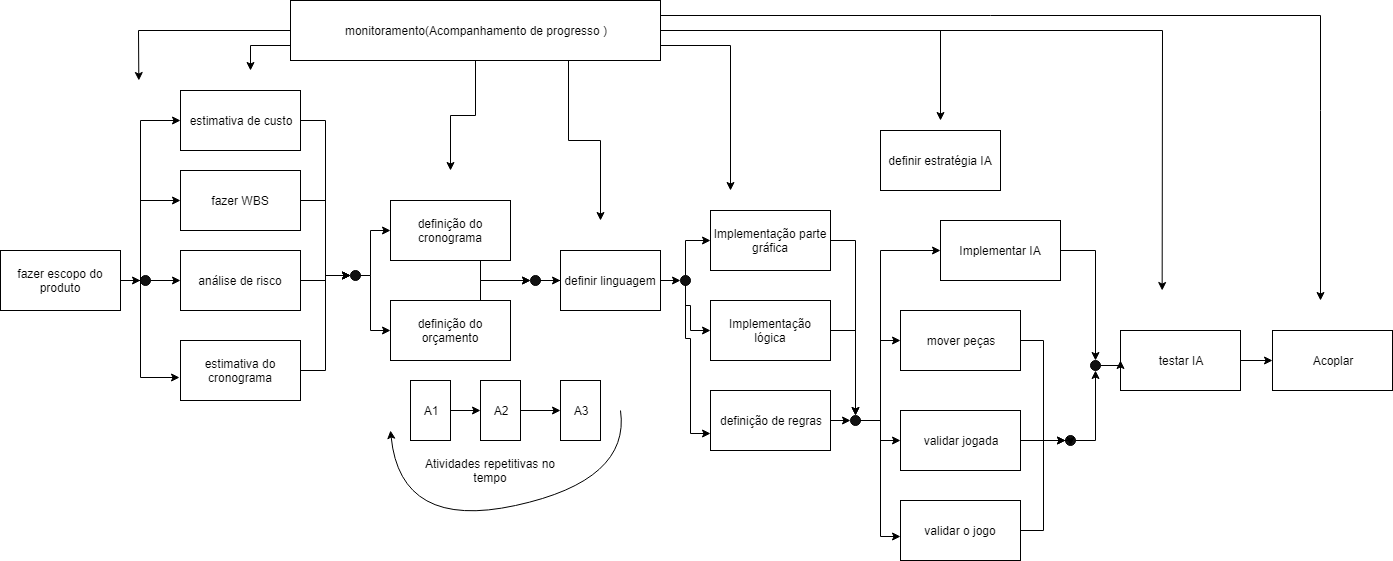 monitoramento(Acompanhamento de progresso )
estimativa de custo
fazer WBS
fazer escopo do
produto
análise de risco
estimativa do
cronograma
definição do
cronograma
definição do
orçamento
A1
A2
A3
Atividades repetitivas no
tempo
definir linguagem
Implementação parte
gráfica
Implementação
lógica
definição de regras
definir estratégia IA
Implementar IA
mover peças
validar jogada
validar o jogo
testar IA
Acoplar